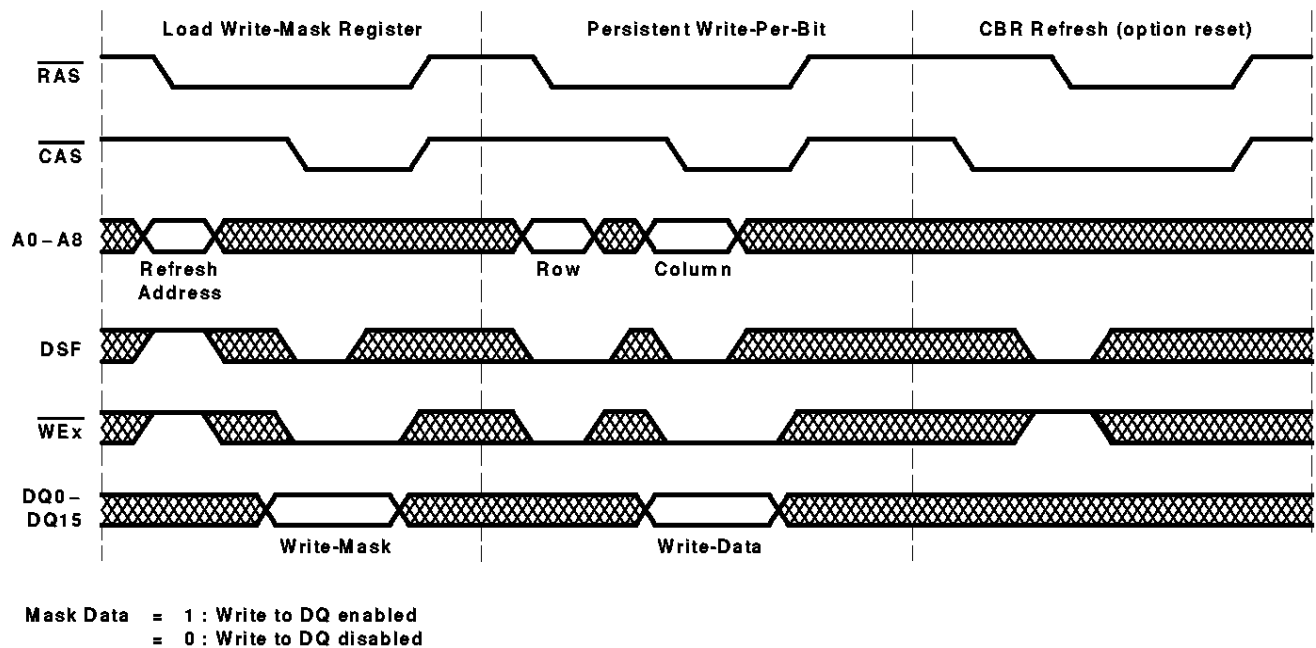 Load Write-Mask Register
Persistent Write-Per-Bit
CBR Refresh (option reset)
RAS
CAS
A0–A8
Refresh
Address
Row
Column
DSF
WEx
DQ0–
DQ15
Write-Mask
Write-Data
Mask Data = 1 : Write to DQ enabled
= 0 : Write to DQ disabled